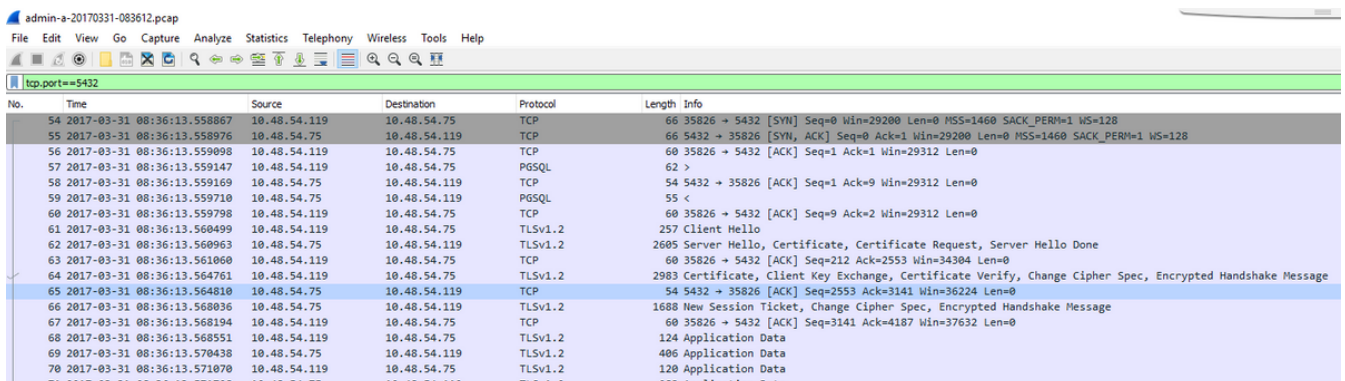 admin-a-20170331-083612.pcap
File Edit View Go Capture Analyze Statistics Telephony Wireless Tools Help
tcp.port==5432
No. Time Source Destination Protocol Length Info
54 2017-03-31 08:36:13.558867 10.48.54.119 10.48.54.75 TCP 66 35826 → 5432 [SYN] Seq=0 Win=29200 Len=0 MSS=1460 SACK_PERM=1 WS=128
55 2017-03-31 08:36:13.558976 10.48.54.75 10.48.54.119 TCP 66 5432 → 35826 [SYN, ACK] Seq=0 Ack=1 Win=29200 Len=0 MSS=1460 SACK_PERM=1 WS=128
56 2017-03-31 08:36:13.559098 10.48.54.119 10.48.54.75 TCP 60 35826 → 5432 [ACK] Seq=1 Ack=1 Win=29312 Len=0
57 2017-03-31 08:36:13.559147 10.48.54.119 10.48.54.75 PGSQL 62 >
58 2017-03-31 08:36:13.559169 10.48.54.75 10.48.54.119 TCP 54 5432 → 35826 [ACK] Seq=1 Ack=9 Win=29312 Len=0
59 2017-03-31 08:36:13.559710 10.48.54.75 10.48.54.119 PGSQL 55 <
60 2017-03-31 08:36:13.559798 10.48.54.119 10.48.54.75 TCP 60 35826 → 5432 [ACK] Seq=9 Ack=2 Win=29312 Len=0
61 2017-03-31 08:36:13.560499 10.48.54.119 10.48.54.75 TLSv1.2 257 Client Hello
62 2017-03-31 08:36:13.560963 10.48.54.75 10.48.54.119 TLSv1.2 2605 Server Hello, Certificate, Certificate Request, Server Hello Done
63 2017-03-31 08:36:13.561060 10.48.54.119 10.48.54.75 TCP 60 35826 → 5432 [ACK] Seq=212 Ack=2553 Win=34304 Len=0
64 2017-03-31 08:36:13.564761 10.48.54.119 10.48.54.75 TLSv1.2 2983 Certificate, Client Key Exchange, Certificate Verify, Change Cipher Spec, Encrypted Handshake Message
65 2017-03-31 08:36:13.564810 10.48.54.75 10.48.54.119 TCP 54 5432 → 35826 [ACK] Seq=2553 Ack=3141 Win=36224 Len=0
66 2017-03-31 08:36:13.568036 10.48.54.75 10.48.54.119 TLSv1.2 1688 New Session Ticket, Change Cipher Spec, Encrypted Handshake Message
67 2017-03-31 08:36:13.568194 10.48.54.119 10.48.54.75 TCP 60 35826 → 5432 [ACK] Seq=3141 Ack=4187 Win=37632 Len=0
68 2017-03-31 08:36:13.568551 10.48.54.119 10.48.54.75 TLSv1.2 124 Application Data
69 2017-03-31 08:36:13.570438 10.48.54.75 10.48.54.119 TLSv1.2 406 Application Data
70 2017-03-31 08:36:13.571070 10.48.54.119 10.48.54.75 TLSv1.2 120 Application Data